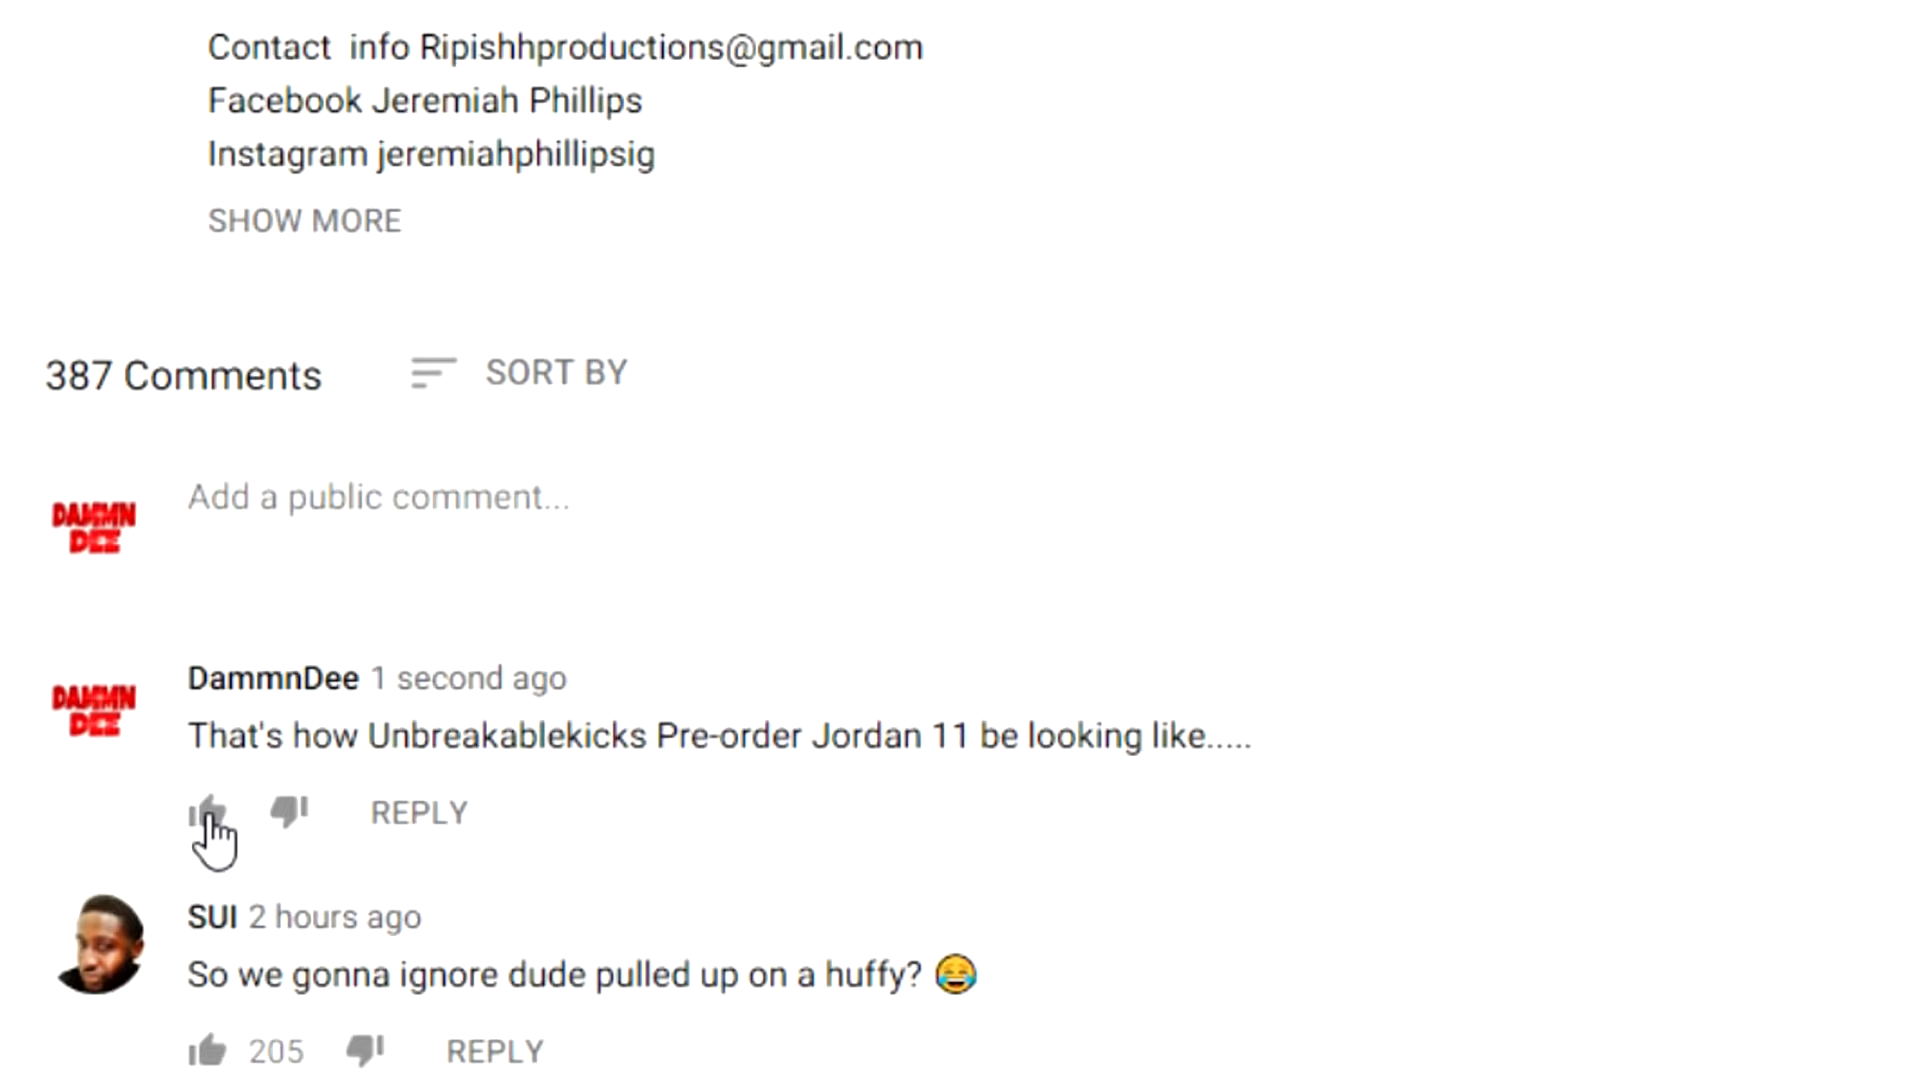 Contact  info Ripishhproductions@gmail.com
Facebook Jeremiah Phillips
Instagram jeremiahphillipsig
SHOW MORE
387 Comments
SORT BY
DAMMN
DEE
Add a public comment...
DAMMN
DEE
DammnDee 1 second ago
That's how Unbreakablekicks Pre-order Jordan 11 be looking like.....
REPLY
SUI 2 hours ago
So we gonna ignore dude pulled up on a huffy? 😂
205
REPLY